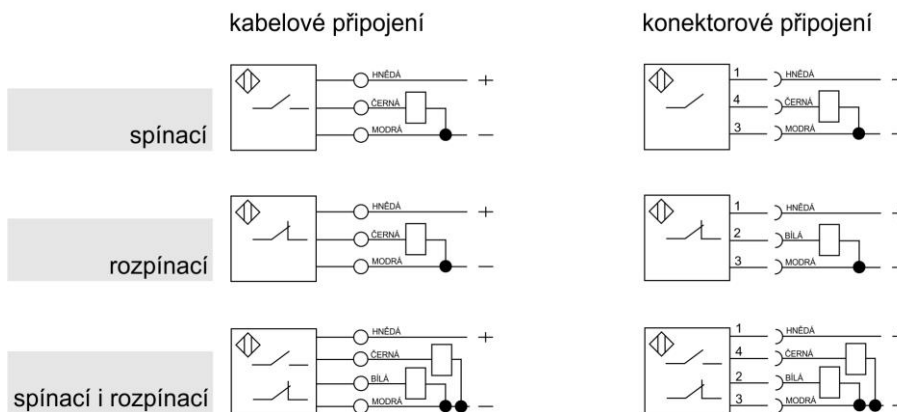 kabelové připojení
konektorové připojení
spínací
HNĚDÁ +
ČERNÁ
MODRÁ –
1 HNĚDÁ
4 ČERNÁ
3 MODRÁ
rozpínací
HNĚDÁ +
ČERNÁ
MODRÁ –
1 HNĚDÁ
2 BÍLÁ
3 MODRÁ
spínací i rozpínací
HNĚDÁ +
ČERNÁ
BÍLÁ
MODRÁ –
1 HNĚDÁ
4 ČERNÁ
2 BÍLÁ
3 MODRÁ